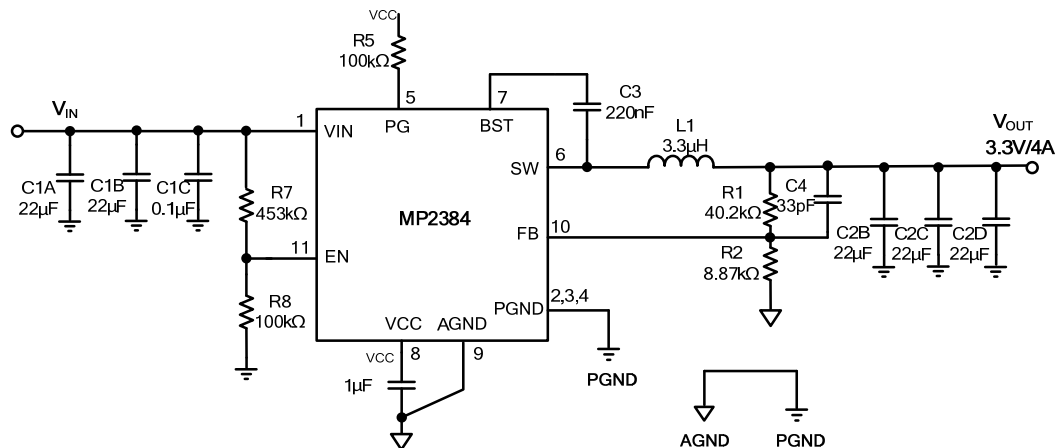 VCC
R5
100kΩ
5
7
C3
220nF
VIN
1
VIN
PG
BST
L1
3.3μH
VOUT
3.3V/4A
6
SW
C1A
22μF
C1B
22μF
C1C
0.1μF
R7
453kΩ
MP2384
R1
40.2kΩ
C4
33pF
FB
10
C2B
22μF
C2C
22μF
C2D
22μF
11
EN
R2
8.87kΩ
R8
100kΩ
PGND
2,3,4
VCC
AGND
VCC
8
9
1μF
PGND
AGND
PGND